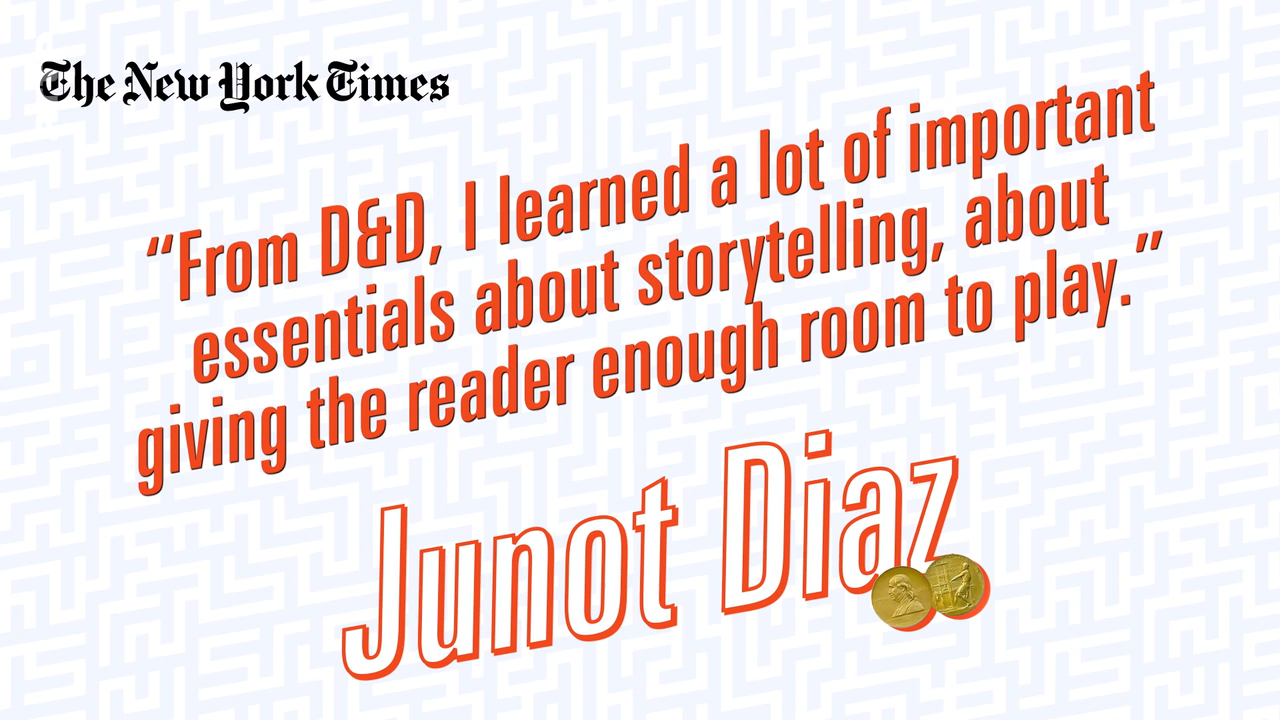 The New York Times
“From D&D, I learned a lot of important
essentials about storytelling, about
giving the reader enough room to play.”
Junot Diaz